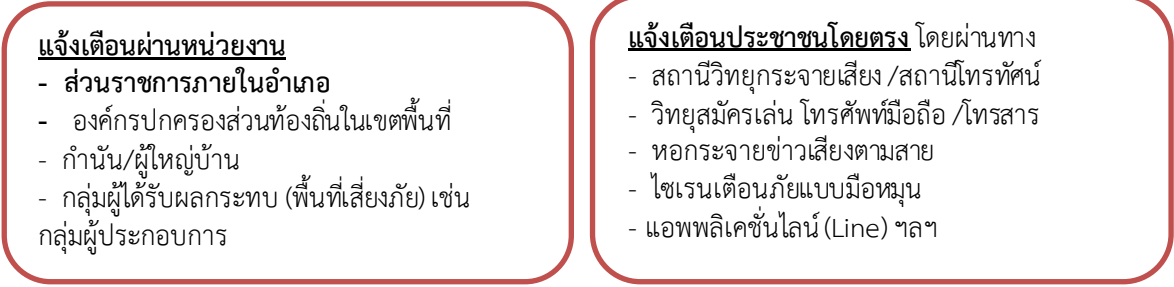 แจ้งเตือนผ่านหน่วยงาน
- ส่วนราชการภายในอำเภอ
- องค์กรปกครองส่วนท้องถิ่นในเขตพื้นที่
- กำนัน/ผู้ใหญ่บ้าน
- กลุ่มผู้ได้รับผลกระทบ (พื้นที่เสี่ยงภัย) เช่น
กลุ่มผู้ประกอบการ
แจ้งเตือนประชาชนโดยตรง โดยผ่านทาง
- สถานีวิทยุกระจายเสียง /สถานีโทรทัศน์
- วิทยุสมัครเล่น โทรศัพท์มือถือ /โทรสาร
- หอกระจายข่าวเสียงตามสาย
- ไซเรนเตือนภัยแบบมือหมุน
- แอพพลิเคชั่นไลน์ (Line) ฯลฯ